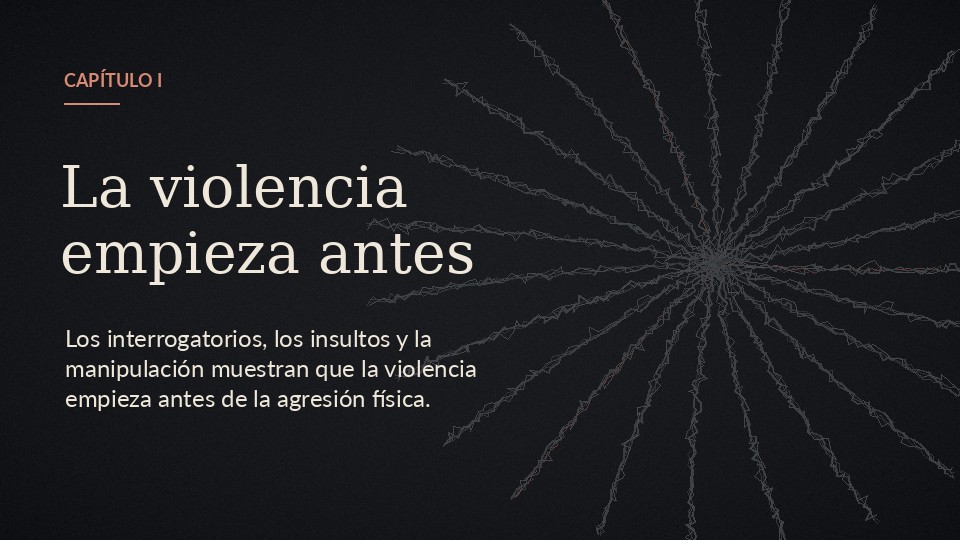 CAPÍTULO I
La violencia
empieza antes
Los interrogatorios, los insultos y la
manipulación muestran que la violencia
empieza antes de la agresión física.